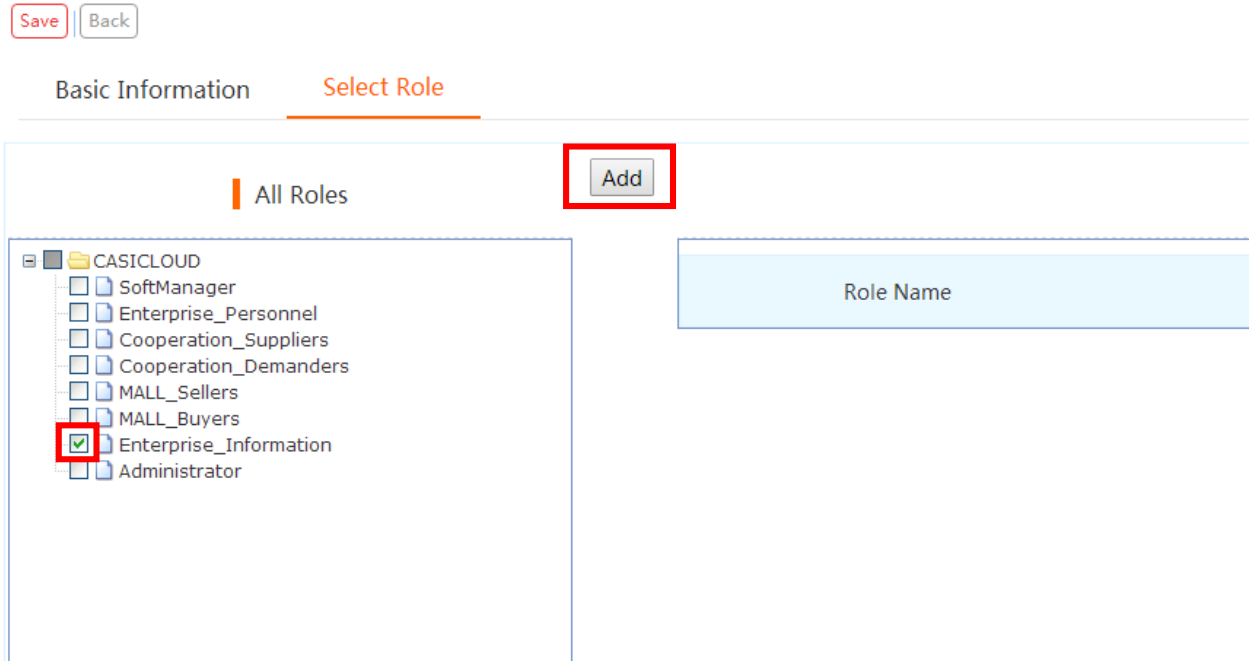 Save Back
Basic Information Select Role
Add
All Roles
CASICLOUD
SoftManager
Enterprise_Personnel
Cooperation_Suppliers
Cooperation_Demanders
MALL_Sellers
MALL_Buyers
Enterprise_Information
Administrator
Role Name